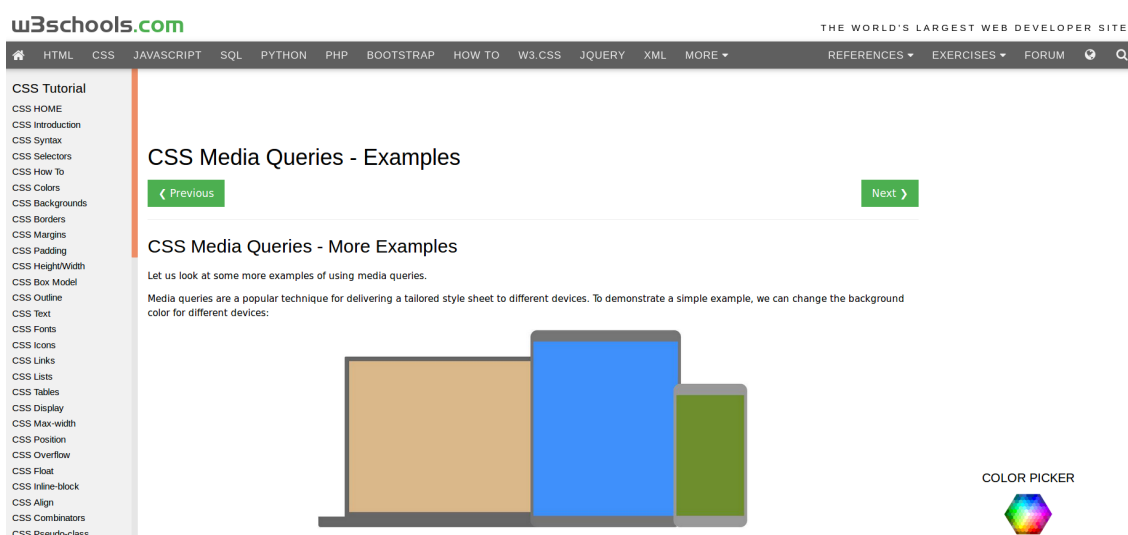 w3schools.com
THE WORLD'S LARGEST WEB DEVELOPER SITE
HTML CSS JAVASCRIPT SQL PYTHON PHP BOOTSTRAP HOW TO W3.CSS JQUERY XML MORE REFERENCES EXERCISES FORUM
CSS Tutorial
CSS HOME
CSS Introduction
CSS Syntax
CSS Selectors
CSS How To
CSS Colors
CSS Backgrounds
CSS Borders
CSS Margins
CSS Padding
CSS Height/Width
CSS Box Model
CSS Outline
CSS Text
CSS Fonts
CSS Icons
CSS Links
CSS Lists
CSS Tables
CSS Display
CSS Max-width
CSS Position
CSS Overflow
CSS Float
CSS Inline-block
CSS Align
CSS Combinators
CSS Pseudo-class
CSS Media Queries - Examples
❮ Previous
Next ❯
CSS Media Queries - More Examples
Let us look at some more examples of using media queries.
Media queries are a popular technique for delivering a tailored style sheet to different devices. To demonstrate a simple example, we can change the background
color for different devices:
COLOR PICKER